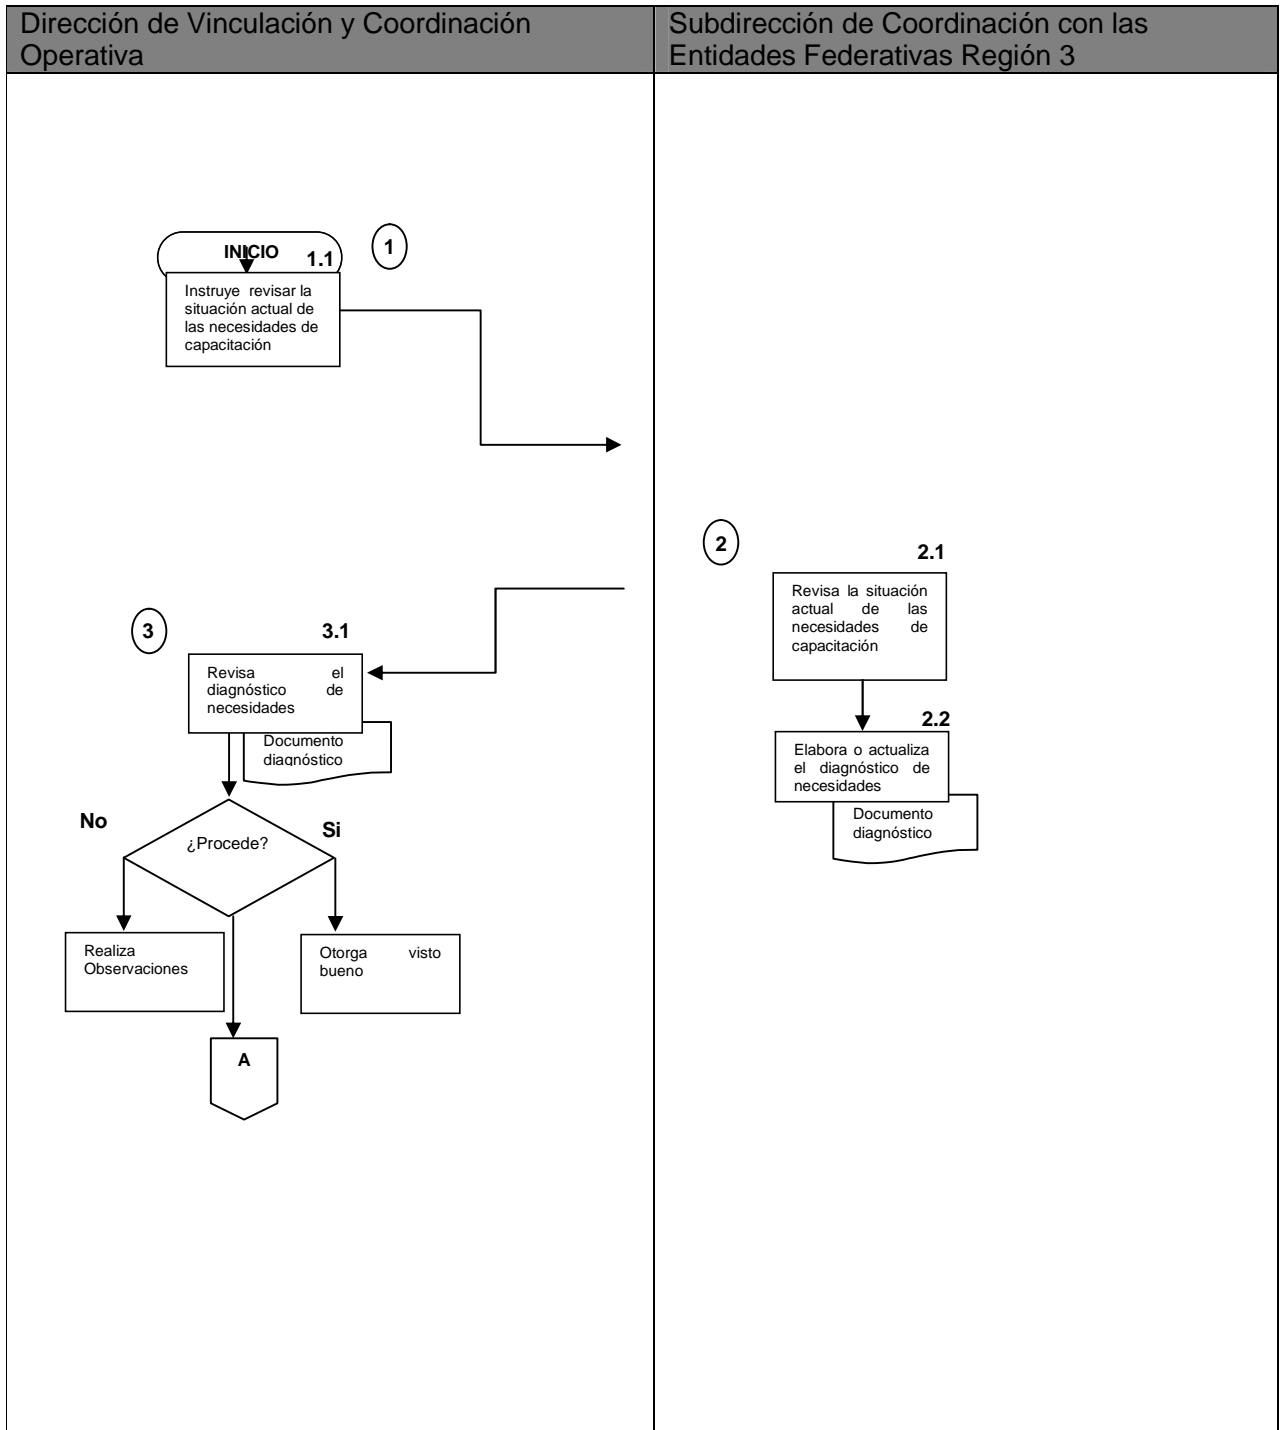 Dirección de Vinculación y Coordinación
Operativa
Subdirección de Coordinación con las
Entidades Federativas Región 3
INICIO
1
1.1
Instruye revisar la
situación actual de
las necesidades de
capacitación
2
2.1
Revisa la situación
actual de las
necesidades de
capacitación
2.2
Elabora o actualiza
el diagnóstico de
necesidades
Documento
diagnóstico
3
3.1
Revisa el
diagnóstico de
necesidades
Documento
diagnóstico
No
¿Procede?
Si
Realiza
Observaciones
Otorga visto
bueno
A